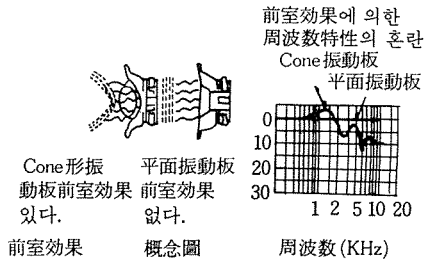 前室効果에 의한
周波数特性의 혼란
Cone振動板
平面振動板
0
10
20
30
1 2 5 10 20
Cone形振
動板前室効果
있다.
平面振動板
前室効果
없다.
前室効果
概念圖
周波数(KHz)